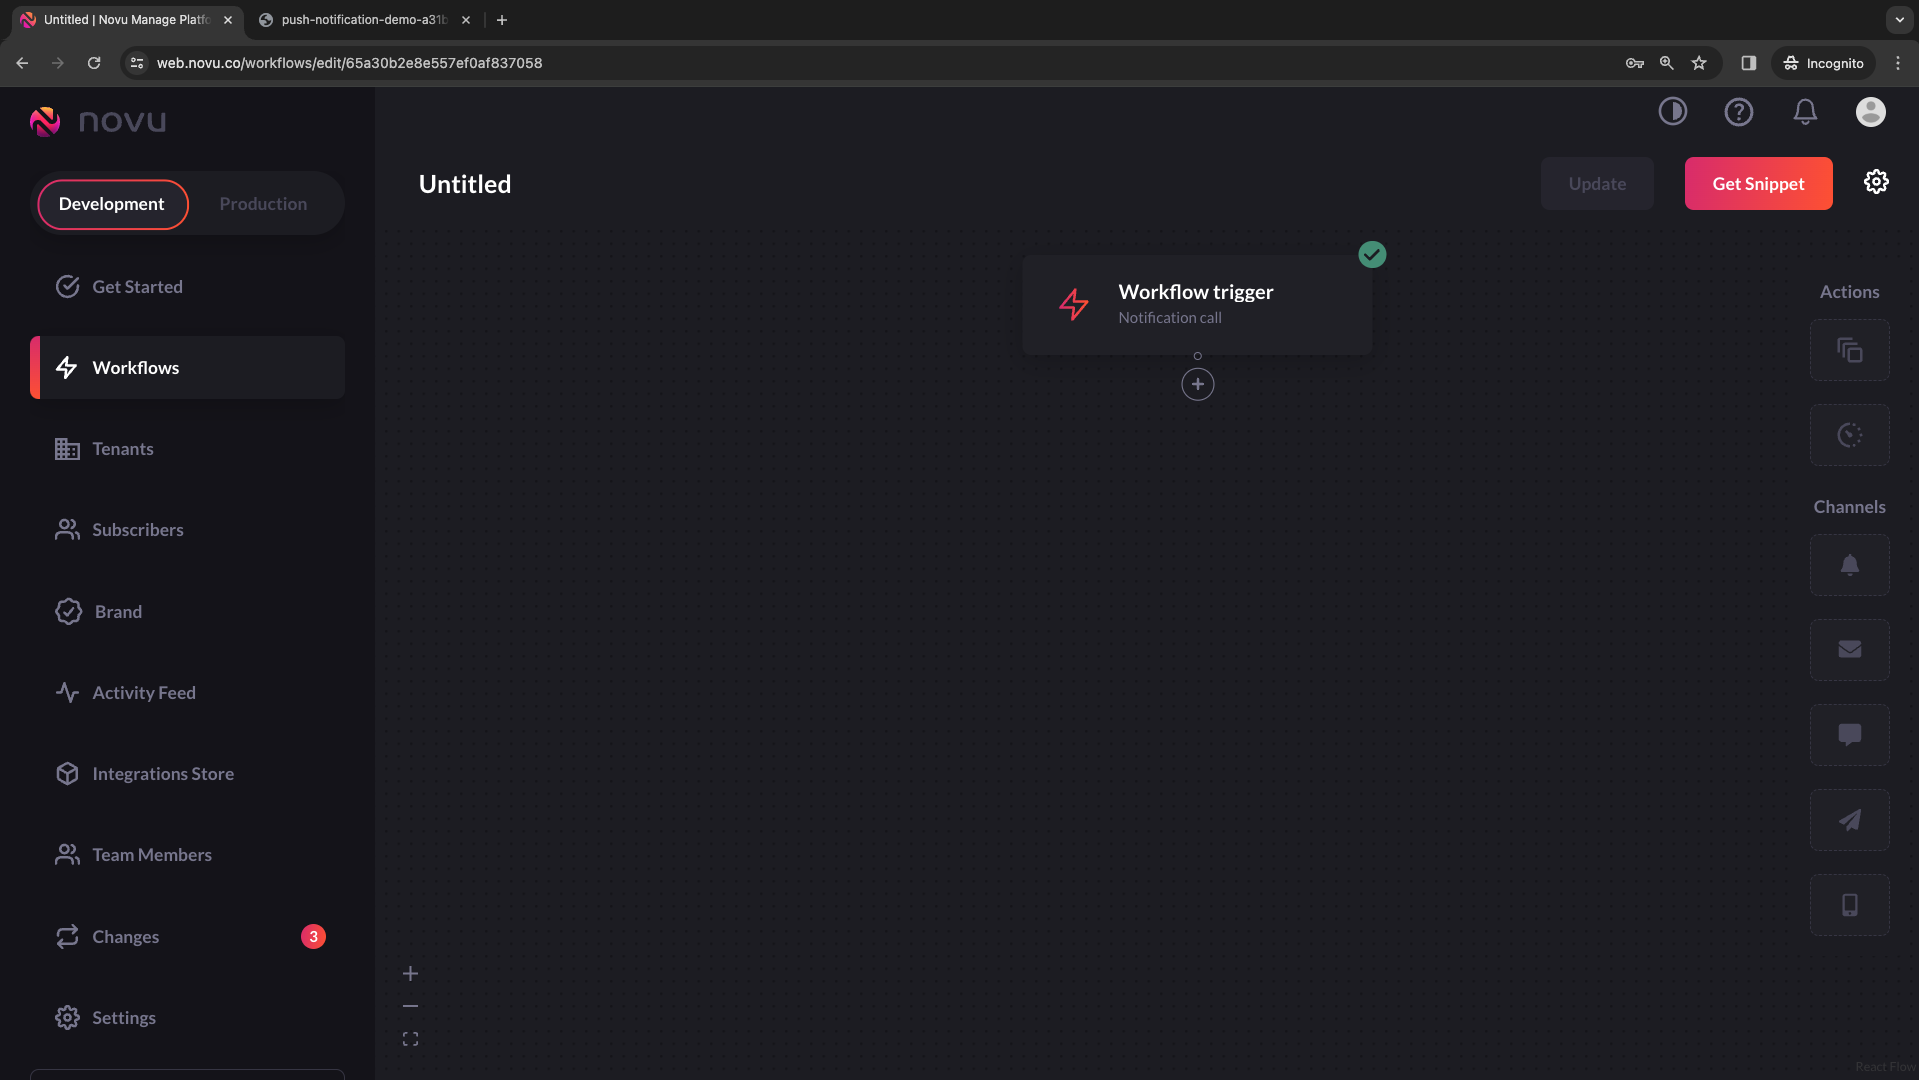 Untitled | Novu Manage Platfo
push-notification-demo-a31b
web.novu.co/workflows/edit/65a30b2e8e557ef0af837058
Incognito
novu
Development
Production
Untitled
Update
Get Snippet
Get Started
Workflow trigger
Notification call
Actions
Workflows
Tenants
Channels
Subscribers
Brand
Activity Feed
Integrations Store
Team Members
Changes
3
Settings
React Flow